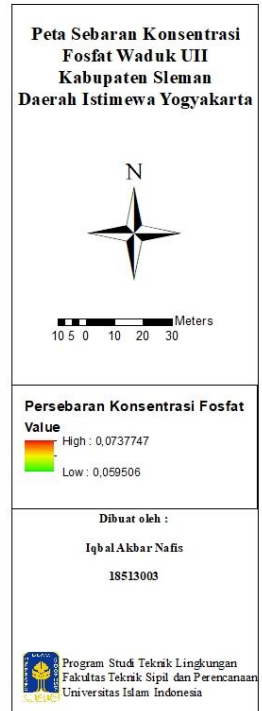 Peta Sebaran Konsentrasi
Fosfat Waduk UII
Kabupaten Sleman
Daerah Istimewa Yogyakarta
N
Meters
10 5 0 10 20 30
Persebaran Konsentrasi Fosfat
Value
High : 0,0737747
Low : 0,059506
Dibuat oleh :
Iqbal Akbar Nafis
18513003
Program Studi Teknik Lingkungan
Fakultas Teknik Sipil dan Perencanaan
Universitas Islam Indonesia